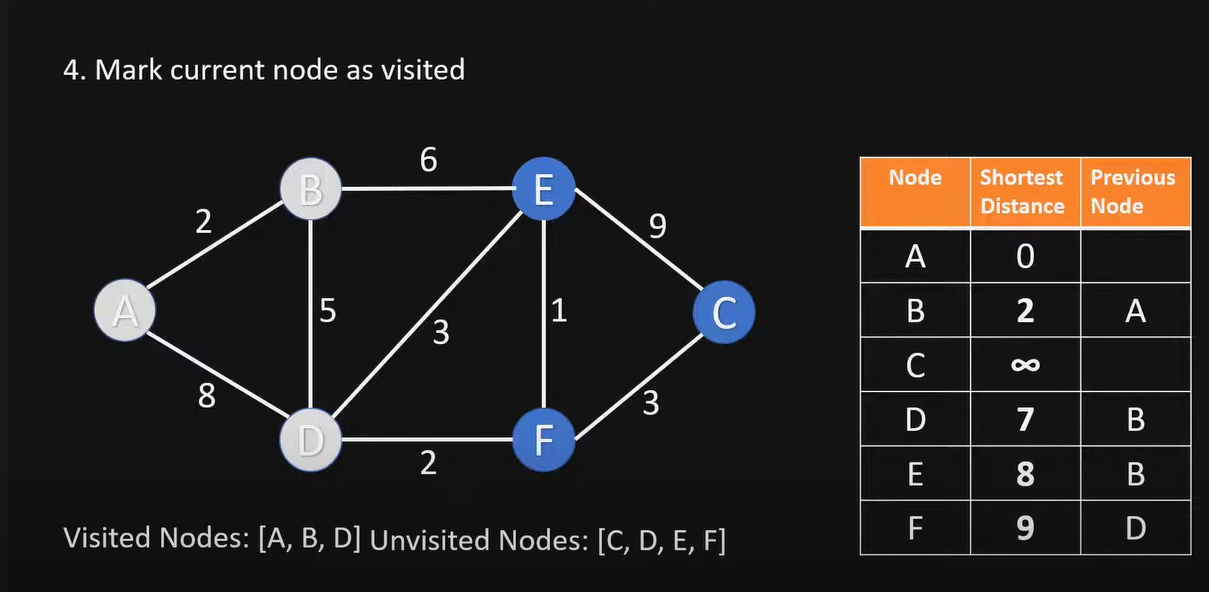 4. Mark current node as visited
6
B
E
2
9
A
5
3
1
C
8
3
D
F
2
Visited Nodes: [A, B, D] Unvisited Nodes: [C, D, E, F]
Node Shortest Distance Previous Node
A 0
B 2 A
C ∞
D 7 B
E 8 B
F 9 D